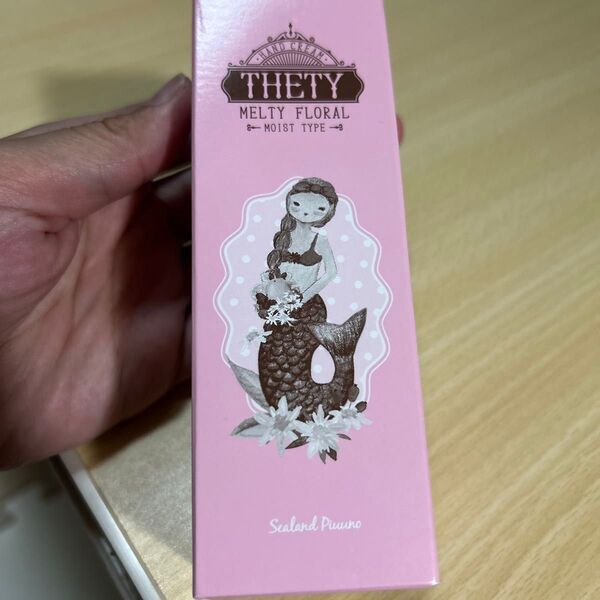 HAND CREAM
THETY
MELTY FLORAL
MOIST TYPE
Sealand Piuuno